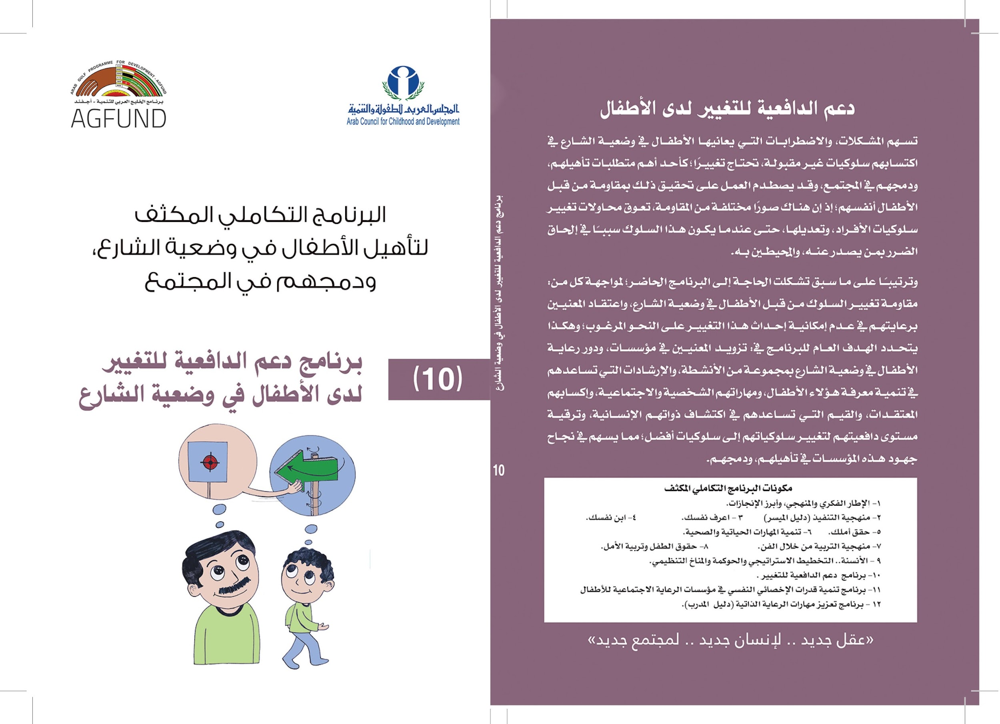 ARAB GULF PROGRAMME FOR DEVELOPMENT - AGFUND
برنامج الخليج العربي للتنمية - أجفند
AGFUND
المجلس العربي للطفولة والتنمية
Arab Council for Childhood and Development
البرنامج التكاملي المكثف
لتأهيل الأطفال في وضعية الشارع،
ودمجهم في المجتمع
(10)
برنامج دعم الدافعية للتغيير
لدى الأطفال في وضعية الشارع
برنامج دعم الدافعية للتغيير لدى الأطفال في وضعية الشارع
10
دعم الدافعية للتغيير لدى الأطفال
تسهم المشكلات، والاضطرابات التي يعانيها الأطفال في وضعية الشارع في
اكتسابهم سلوكيات غير مقبولة، تحتاج تغييرًا؛ كأحد أهم متطلبات تأهيلهم،
ودمجهم في المجتمع، وقد يصطدم العمل على تحقيق ذلك بمقاومة من قبل
الأطفال أنفسهم؛ إذ إن هناك صورًا مختلفة من المقاومة، تعوق محاولات تغيير
سلوكيات الأفراد، وتعديلها، حتى عندما يكون هذا السلوك سببًا في إلحاق
الضرر بمن يصدر عنه، والمحيطين به.
وترتيبًا على ما سبق تشكلت الحاجة إلى البرنامج الحاضر؛ لمواجهة كل من:
مقاومة تغيير السلوك من قبل الأطفال في وضعية الشارع، واعتقاد المعنيين
برعايتهم في عدم إمكانية إحداث هذا التغيير على النحو المرغوب؛ وهكذا
يتحدد الهدف العام للبرنامج في: تزويد المعنيين في مؤسسات، ودور رعاية
الأطفال في وضعية الشارع بمجموعة من الأنشطة، والإرشادات التي تساعدهم
في تنمية معرفة هؤلاء الأطفال، ومهاراتهم الشخصية والاجتماعية، وإكسابهم
المعتقدات، والقيم التي تساعدهم في اكتشاف ذواتهم الإنسانية، وترقية
مستوى دافعيتهم لتغيير سلوكياتهم إلى سلوكيات أفضل؛ مما يسهم في نجاح
جهود هذه المؤسسات في تأهيلهم، ودمجهم.
مكونات البرنامج التكاملي المكثف
١- الإطار الفكري والمنهجي، وأبرز الإنجازات.
٢- منهجية التنفيذ (دليل الميسر) ٣ - اعرف نفسك. ٤- ابن نفسك.
٥- حقق أملك. ٦- تنمية المهارات الحياتية والصحية.
٧- منهجية التربية من خلال الفن. ٨- حقوق الطفل وتربية الأمل.
٩ - الأنسنة.. التخطيط الاستراتيجي والحوكمة والمناخ التنظيمي.
١٠- برنامج دعم الدافعية للتغيير .
١١- برنامج تنمية قدرات الإخصائي النفسي في مؤسسات الرعاية الاجتماعية للأطفال
١٢ - برنامج تعزيز مهارات الرعاية الذاتية (دليل المدرب).
«عقل جديد .. لإنسان جديد .. لمجتمع جديد»